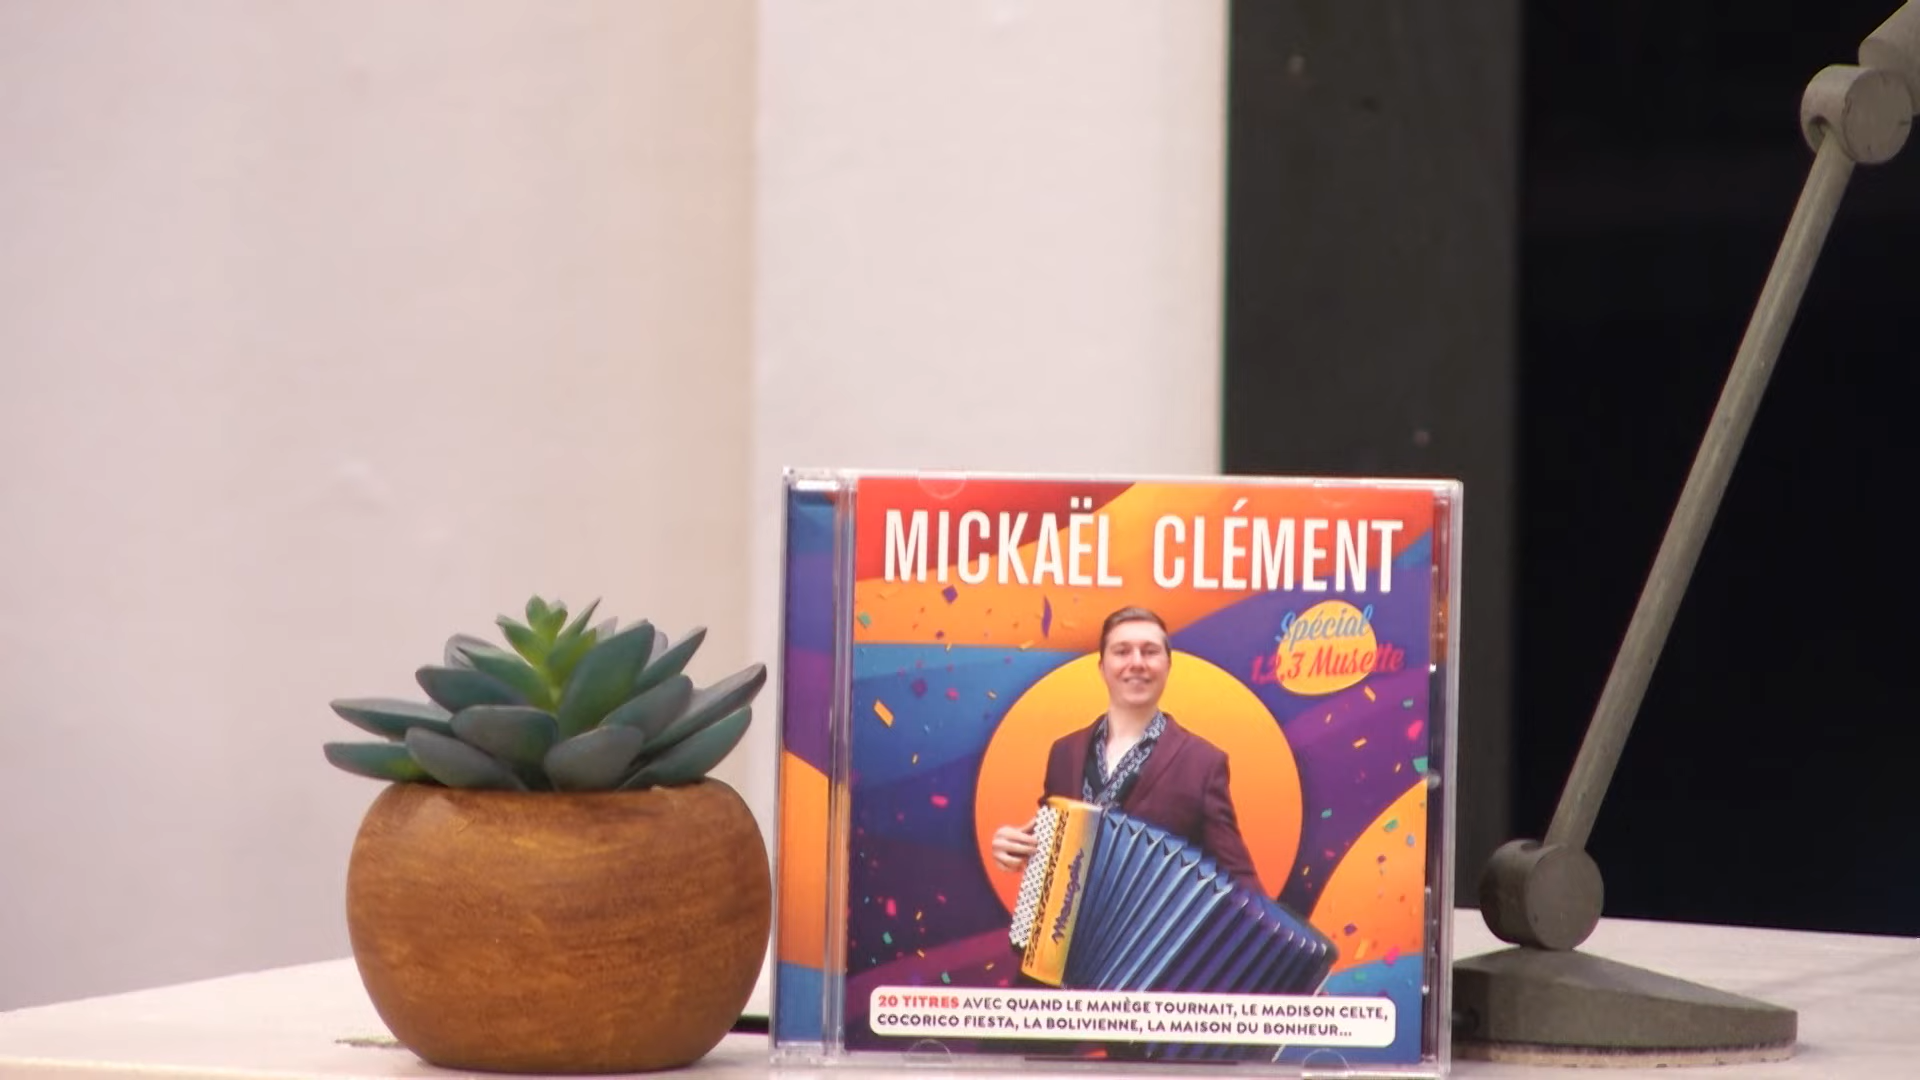 MICKAËL CLÉMENT
Spécial
1,2,3 Musette
Maugein
20 TITRES AVEC QUAND LE MANÈGE TOURNAIT, LE MADISON CELTE,
COCORICO FIESTA, LA BOLIVIENNE, LA MAISON DU BONHEUR...